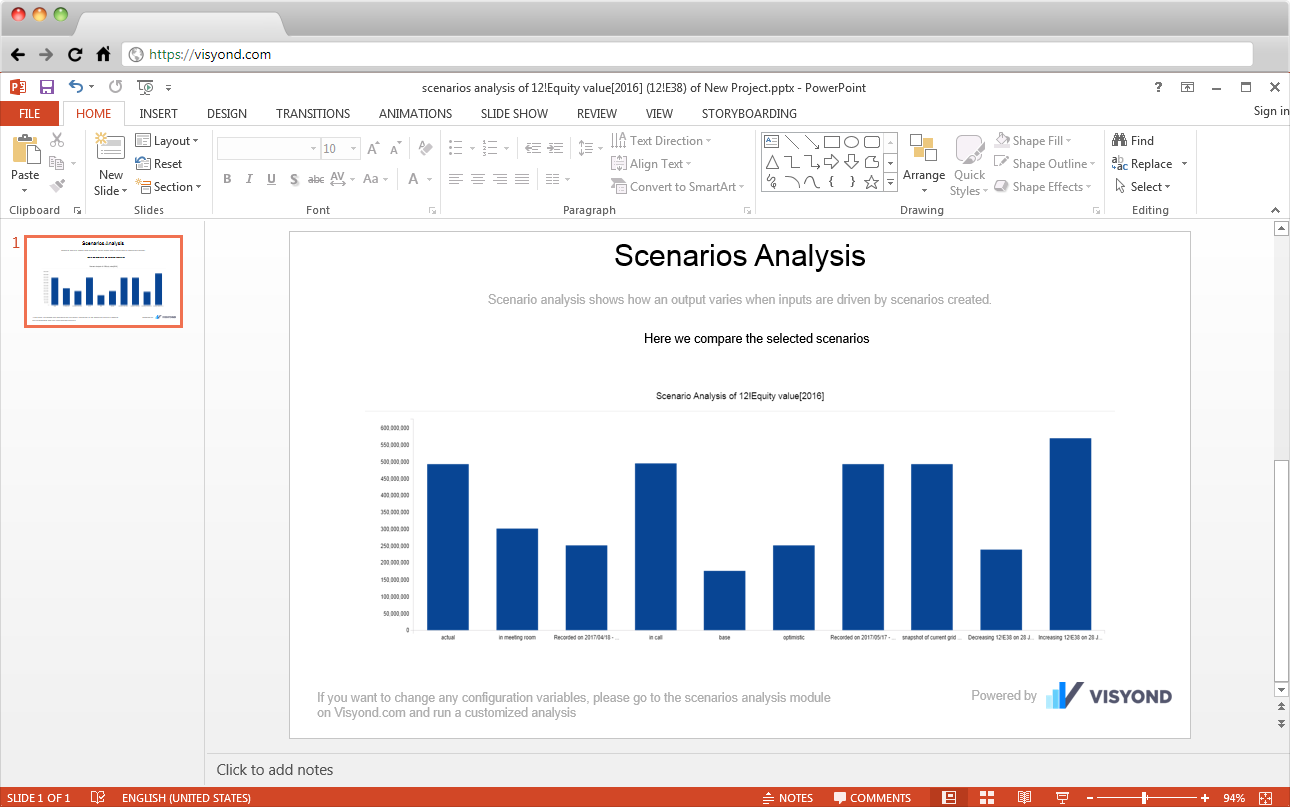 https://visyond.com
scenarios analysis of 12!Equity value[2016] (12!E38) of New Project.pptx - PowerPoint
?
FILE HOME INSERT DESIGN TRANSITIONS ANIMATIONS SLIDE SHOW REVIEW VIEW STORYBOARDING Sign in
Paste
New Slide
Layout
Reset
Section
10
B I U S abc AV Aa A
Text Direction
Align Text
Convert to SmartArt
Arrange
Quick Styles
Shape Fill
Shape Outline
Shape Effects
Find
Replace
Select
Clipboard Slides Font Paragraph Drawing Editing
1
Scenarios Analysis
Scenarios Analysis
Scenario analysis shows how an output varies when inputs are driven by scenarios created.
Here we compare the selected scenarios
Scenario Analysis of 12!Equity value[2016]
600,000,000
550,000,000
500,000,000
450,000,000
400,000,000
350,000,000
300,000,000
250,000,000
200,000,000
150,000,000
100,000,000
50,000,000
0
actual in meeting room Recorded on 2017/04/18 - ... in call base optimistic Recorded on 2017/05/17 - ... snapshot of current grid ... Decreasing 12!E38 on 28 J... Increasing 12!E38 on 28 J...
If you want to change any configuration variables, please go to the scenarios analysis module
on Visyond.com and run a customized analysis
Powered by VISYOND
Click to add notes
SLIDE 1 OF 1 ENGLISH (UNITED STATES) NOTES COMMENTS 94%